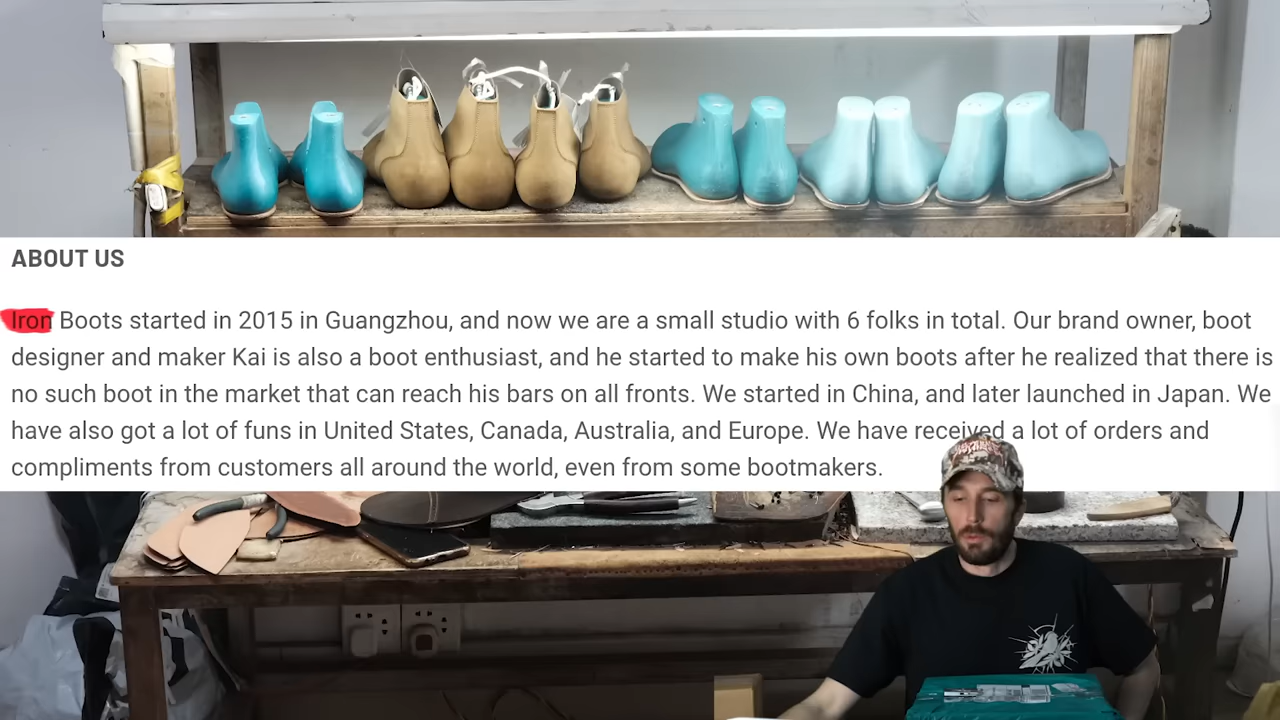 ABOUT US
Iron Boots started in 2015 in Guangzhou, and now we are a small studio with 6 folks in total. Our brand owner, boot
designer and maker Kai is also a boot enthusiast, and he started to make his own boots after he realized that there is
no such boot in the market that can reach his bars on all fronts. We started in China, and later launched in Japan. We
have also got a lot of funs in United States, Canada, Australia, and Europe. We have received a lot of orders and
compliments from customers all around the world, even from some bootmakers.